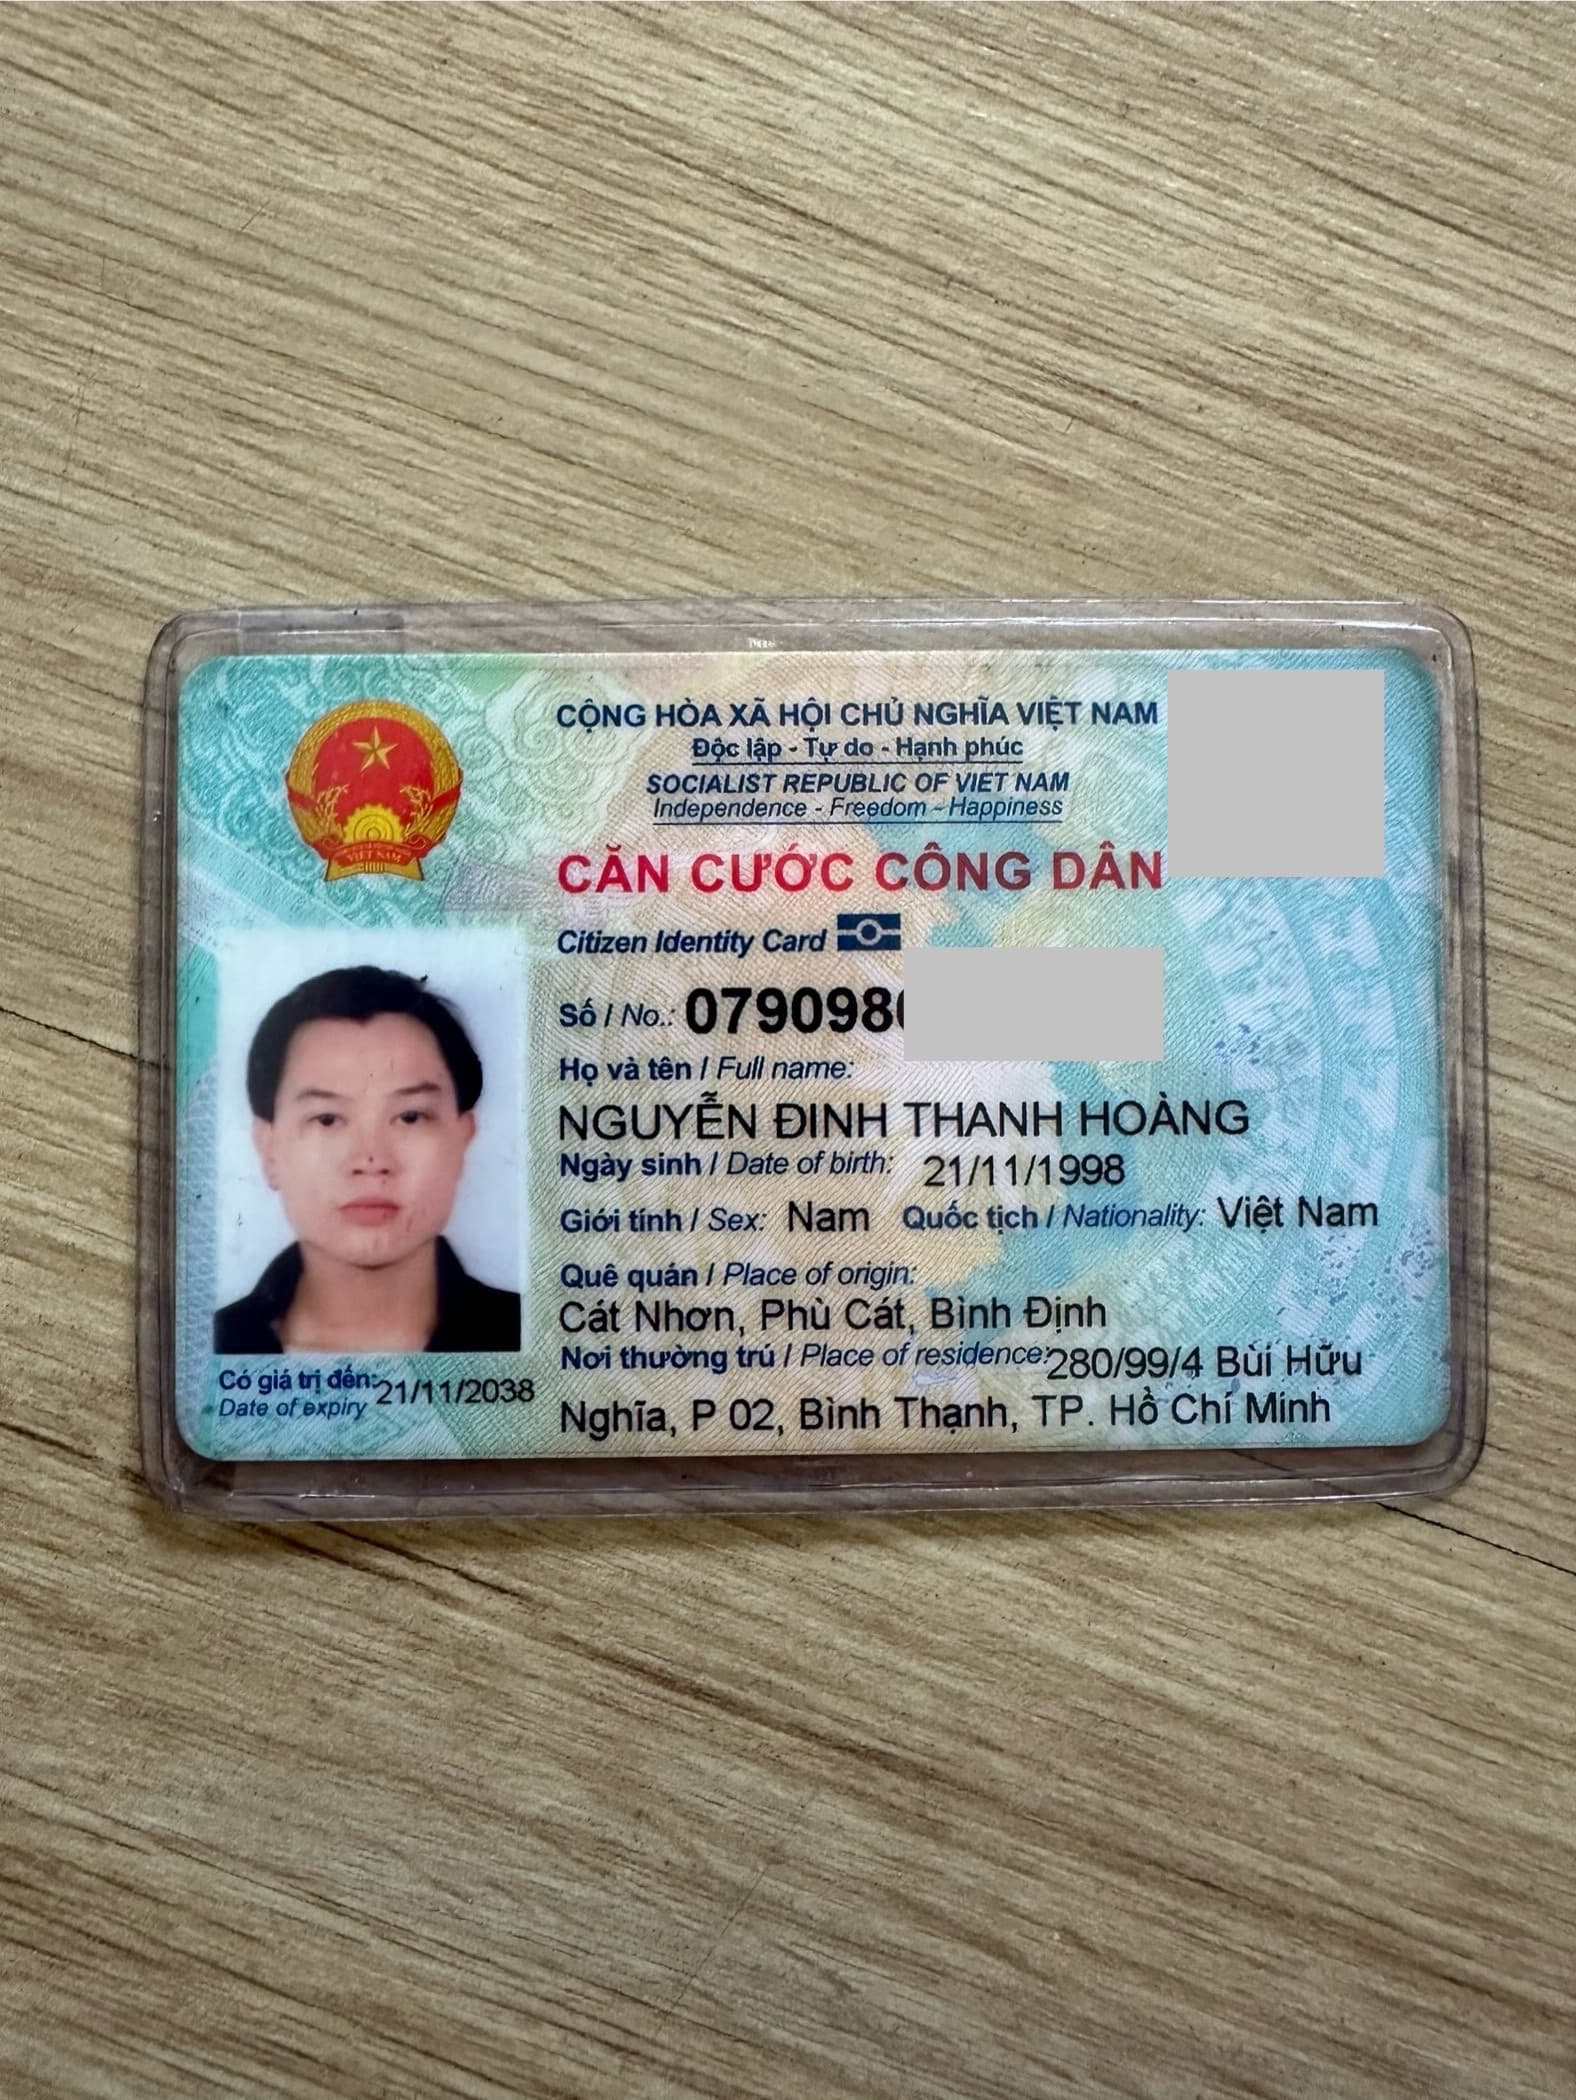 CỘNG HÒA XÃ HỘI CHỦ NGHĨA VIỆT NAM
Độc lập - Tự do - Hạnh phúc
SOCIALIST REPUBLIC OF VIET NAM
Independence - Freedom - Happiness
CĂN CƯỚC CÔNG DÂN
Citizen Identity Card
Số / No.: 079098
Họ và tên / Full name:
NGUYỄN ĐINH THANH HOÀNG
Ngày sinh / Date of birth: 21/11/1998
Giới tính / Sex: Nam Quốc tịch / Nationality: Việt Nam
Quê quán / Place of origin:
Cát Nhơn, Phù Cát, Bình Định
Nơi thường trú / Place of residence: 280/99/4 Bùi Hữu
Nghĩa, P 02, Bình Thạnh, TP. Hồ Chí Minh
Có giá trị đến: 21/11/2038
Date of expiry
VIỆT NAM